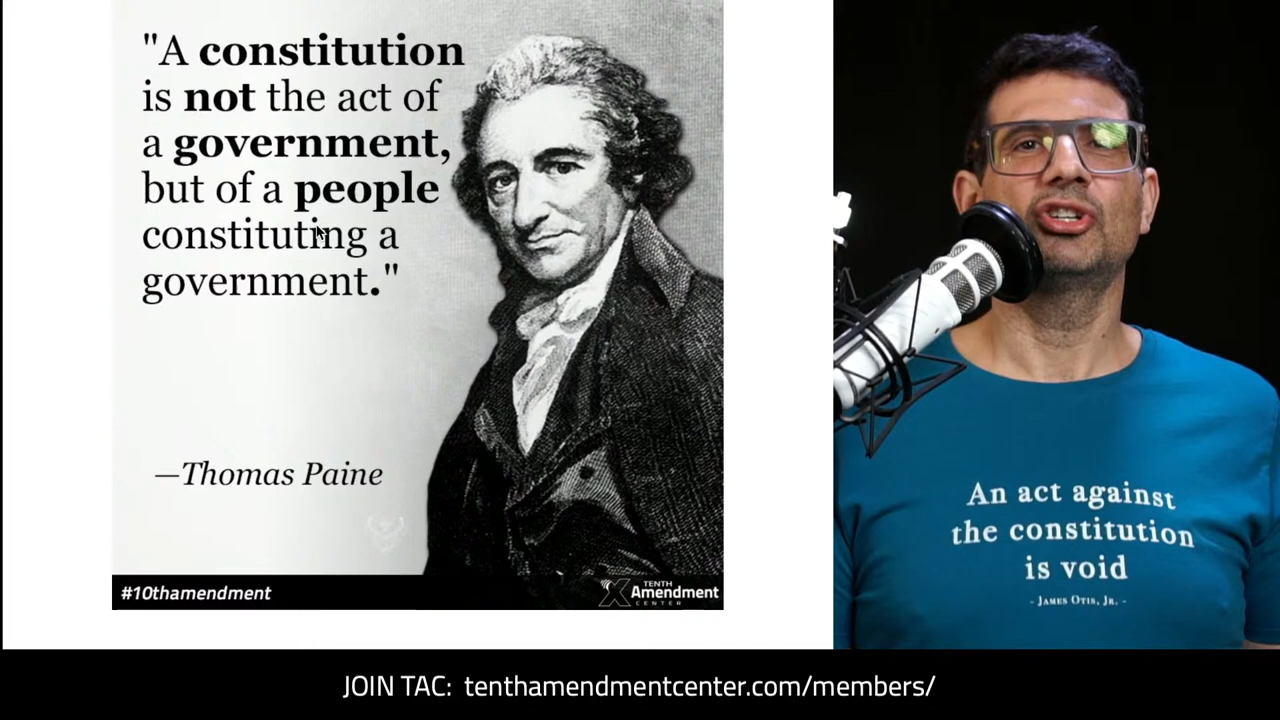 "A constitution
is not the act of
a government,
but of a people
constituting a
government."
—Thomas Paine
#10thamendment
TENTH
Amendment
CENTER
An act against
the constitution
is void
- James Otis, Jr. -
JOIN TAC: tenthamendmentcenter.com/members/